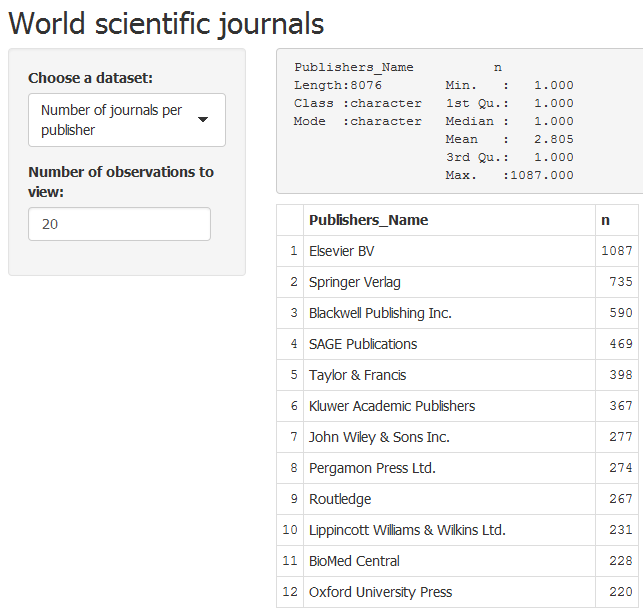 World scientific journals
Choose a dataset:
Number of journals per
publisher
Number of observations to
view:
20
Publishers_Name n
Length:8076 Min. : 1.000
Class :character 1st Qu.: 1.000
Mode :character Median : 1.000
Mean : 2.805
3rd Qu.: 1.000
Max. :1087.000
Publishers_Name n
1 Elsevier BV 1087
2 Springer Verlag 735
3 Blackwell Publishing Inc. 590
4 SAGE Publications 469
5 Taylor & Francis 398
6 Kluwer Academic Publishers 367
7 John Wiley & Sons Inc. 277
8 Pergamon Press Ltd. 274
9 Routledge 267
10 Lippincott Williams & Wilkins Ltd. 231
11 BioMed Central 228
12 Oxford University Press 220